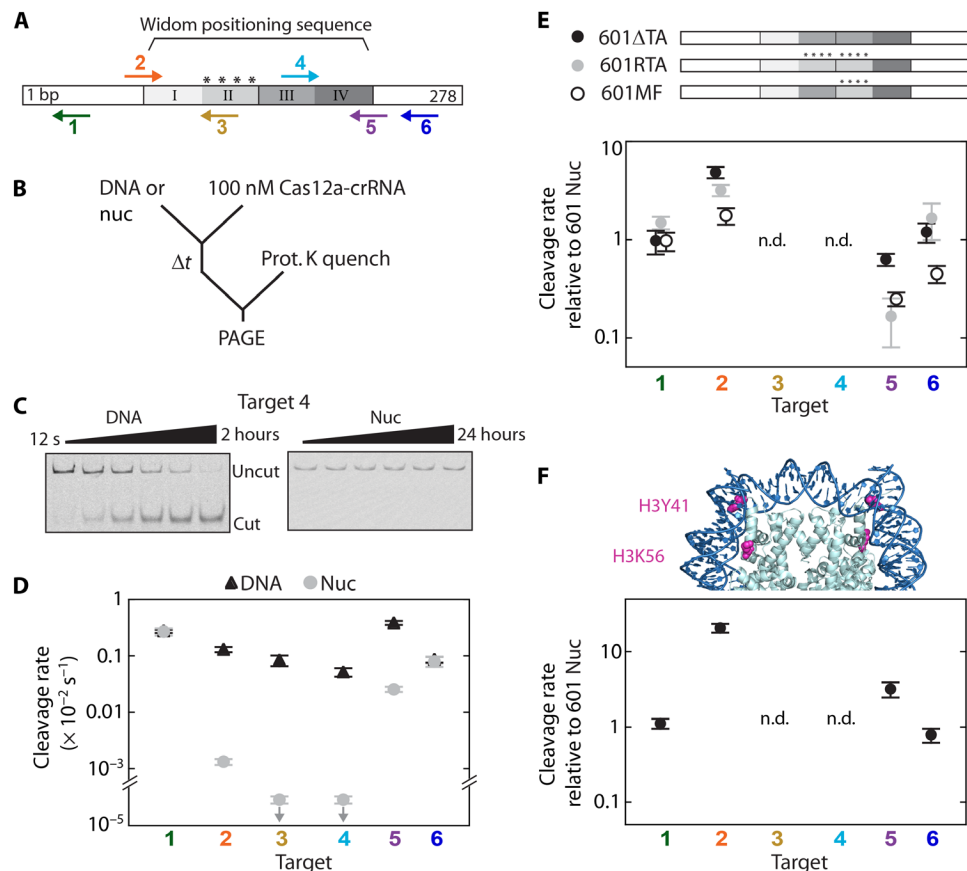 A
Widom positioning sequence
2
4
* * * *
1 bp
I
II
III
IV
278
1
3
5
6
B
DNA or
nuc
100 nM Cas12a-crRNA
Δt
Prot. K quench
PAGE
C
Target 4
DNA
Nuc
12 s
2 hours
24 hours
Uncut
Cut
D
DNA
Nuc
Cleavage rate
(× 10⁻² s⁻¹)
1
0.1
0.01
10⁻³
10⁻⁵
1 2 3 4 5 6
Target
E
601ΔTA
**** ****
601RTA
****
601MF
Cleavage rate
relative to 601 Nuc
10
1
0.1
n.d.
n.d.
1 2 3 4 5 6
Target
F
H3Y41
H3K56
Cleavage rate
relative to 601 Nuc
10
1
0.1
n.d.
n.d.
1 2 3 4 5 6
Target